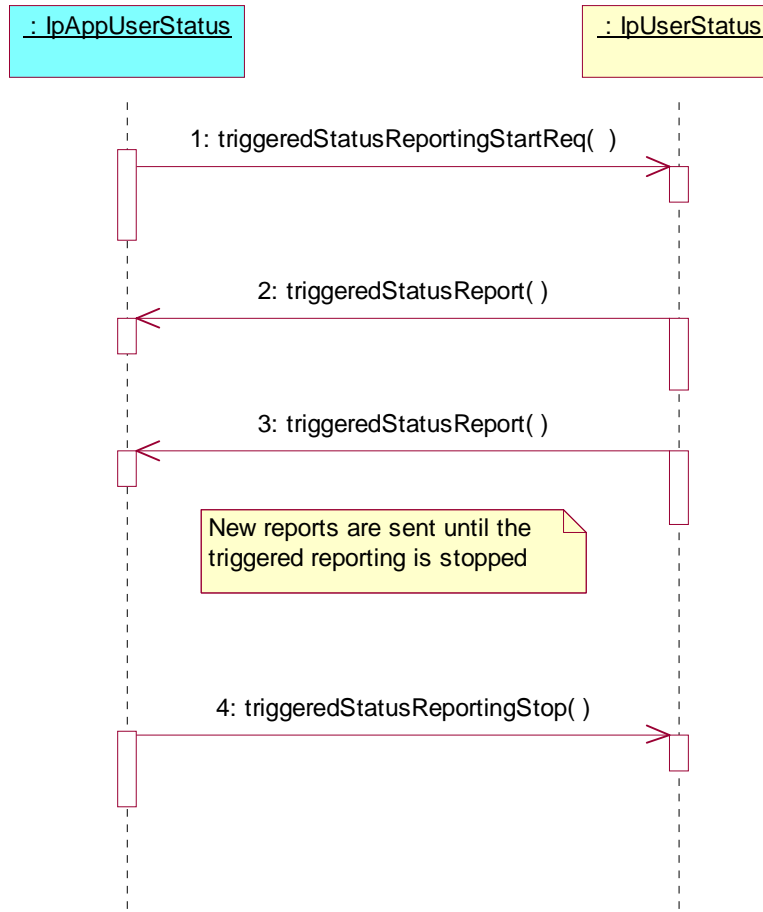 : IpAppUserStatus
: IpUserStatus
1: triggeredStatusReportingStartReq( )
2: triggeredStatusReport( )
3: triggeredStatusReport( )
New reports are sent until the
triggered reporting is stopped
4: triggeredStatusReportingStop( )